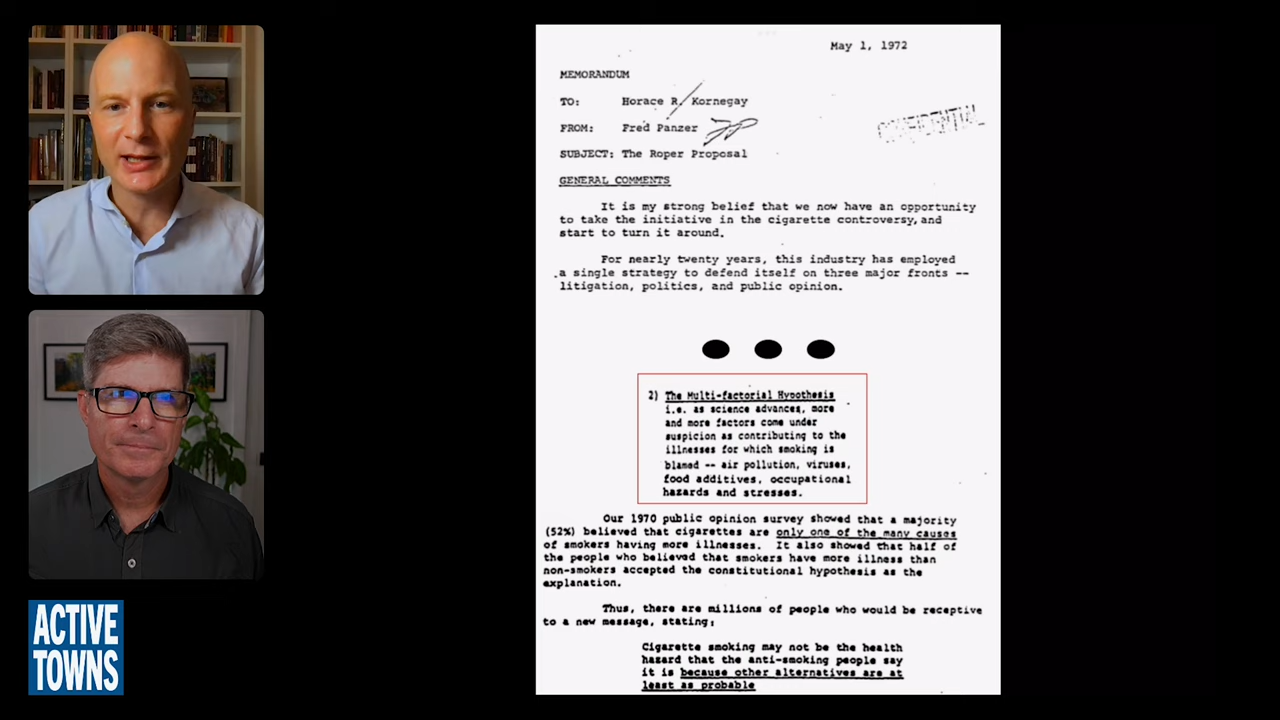 May 1, 1972
MEMORANDUM
TO: Horace R. Kornegay
FROM: Fred Panzer
CONFIDENTIAL
SUBJECT: The Roper Proposal
GENERAL COMMENTS
It is my strong belief that we now have an opportunity
to take the initiative in the cigarette controversy, and
start to turn it around.
For nearly twenty years, this industry has employed
a single strategy to defend itself on three major fronts --
litigation, politics, and public opinion.
2) The Multi-factorial Hypothesis
i.e. as science advances, more
and more factors come under
suspicion as contributing to the
illnesses for which smoking is
blamed -- air pollution, viruses,
food additives, occupational
hazards and stresses.
Our 1970 public opinion survey showed that a majority
(52%) believed that cigarettes are only one of the many causes
of smokers having more illnesses. It also showed that half of
the people who believed that smokers have more illness than
non-smokers accepted the constitutional hypothesis as the
explanation.
Thus, there are millions of people who would be receptive
to a new message, stating:
Cigarette smoking may not be the health
hazard that the anti-smoking people say
it is because other alternatives are at
least as probable
ACTIVE
TOWNS